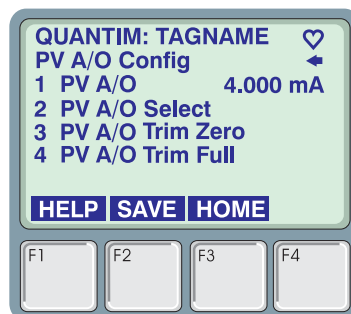 QUANTIM: TAGNAME
PV A/O Config
1 PV A/O 4.000 mA
2 PV A/O Select
3 PV A/O Trim Zero
4 PV A/O Trim Full
HELP SAVE HOME
F1 F2 F3 F4